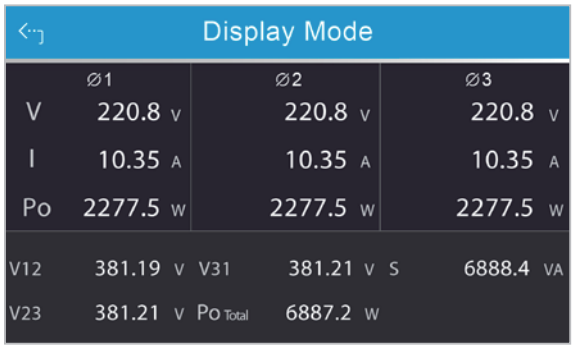 Display Mode
Ø1 Ø2 Ø3
V 220.8 V 220.8 V 220.8 V
I 10.35 A 10.35 A 10.35 A
Po 2277.5 W 2277.5 W 2277.5 W
V12 381.19 V V31 381.21 V S 6888.4 VA
V23 381.21 V Po Total 6887.2 W